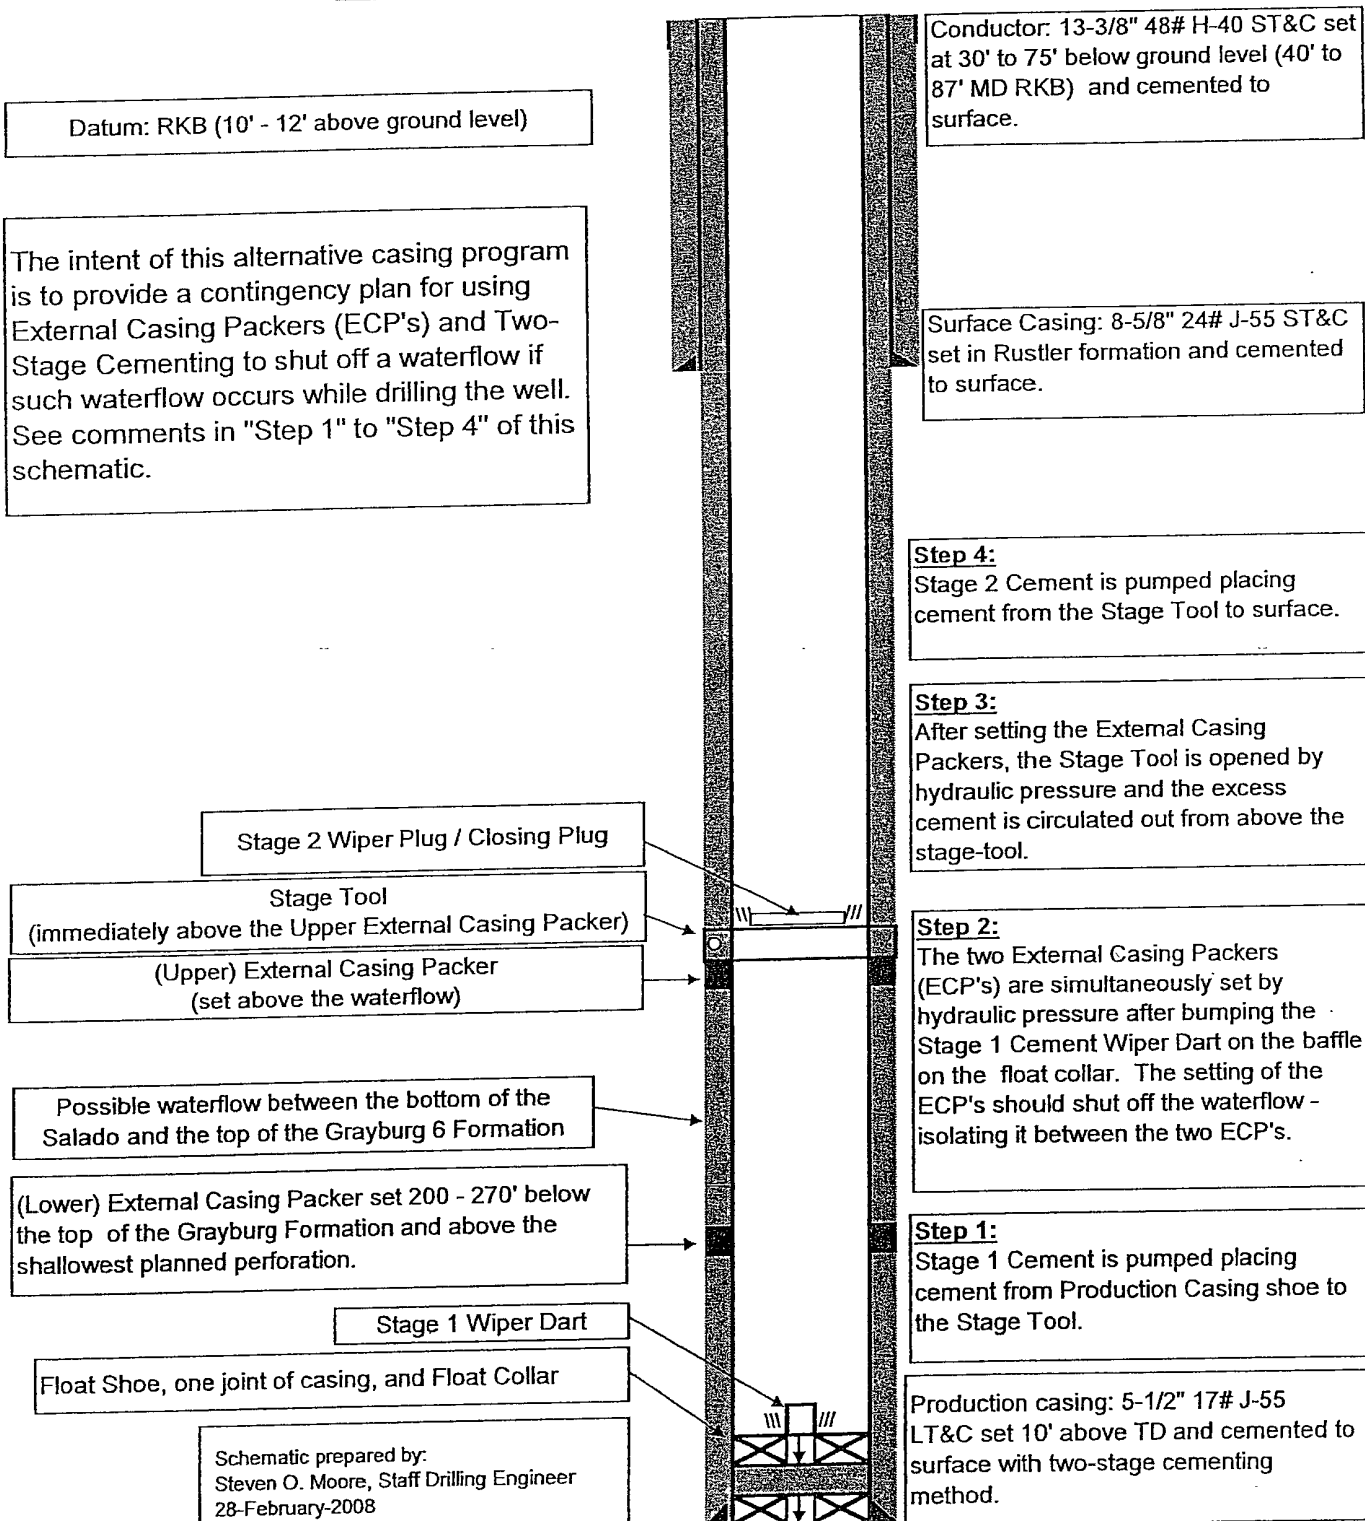 Conductor: 13-3/8" 48# H-40 ST&C set
at 30' to 75' below ground level (40' to
87' MD RKB) and cemented to
surface.
Datum: RKB (10' - 12' above ground level)
The intent of this alternative casing program
is to provide a contingency plan for using
External Casing Packers (ECP's) and Two-
Stage Cementing to shut off a waterflow if
such waterflow occurs while drilling the well.
See comments in "Step 1" to "Step 4" of this
schematic.
Surface Casing: 8-5/8" 24# J-55 ST&C
set in Rustler formation and cemented
to surface.
Step 4:
Stage 2 Cement is pumped placing
cement from the Stage Tool to surface.
Step 3:
After setting the External Casing
Packers, the Stage Tool is opened by
hydraulic pressure and the excess
cement is circulated out from above the
stage-tool.
Stage 2 Wiper Plug / Closing Plug
Stage Tool
(immediately above the Upper External Casing Packer)
(Upper) External Casing Packer
(set above the waterflow)
Step 2:
The two External Casing Packers
(ECP's) are simultaneously set by
hydraulic pressure after bumping the
Stage 1 Cement Wiper Dart on the baffle
on the float collar. The setting of the
ECP's should shut off the waterflow -
isolating it between the two ECP's.
Possible waterflow between the bottom of the
Salado and the top of the Grayburg 6 Formation
(Lower) External Casing Packer set 200 - 270' below
the top of the Grayburg Formation and above the
shallowest planned perforation.
Step 1:
Stage 1 Cement is pumped placing
cement from Production Casing shoe to
the Stage Tool.
Stage 1 Wiper Dart
Float Shoe, one joint of casing, and Float Collar
Production casing: 5-1/2" 17# J-55
LT&C set 10' above TD and cemented to
surface with two-stage cementing
method.
Schematic prepared by:
Steven O. Moore, Staff Drilling Engineer
28-February-2008